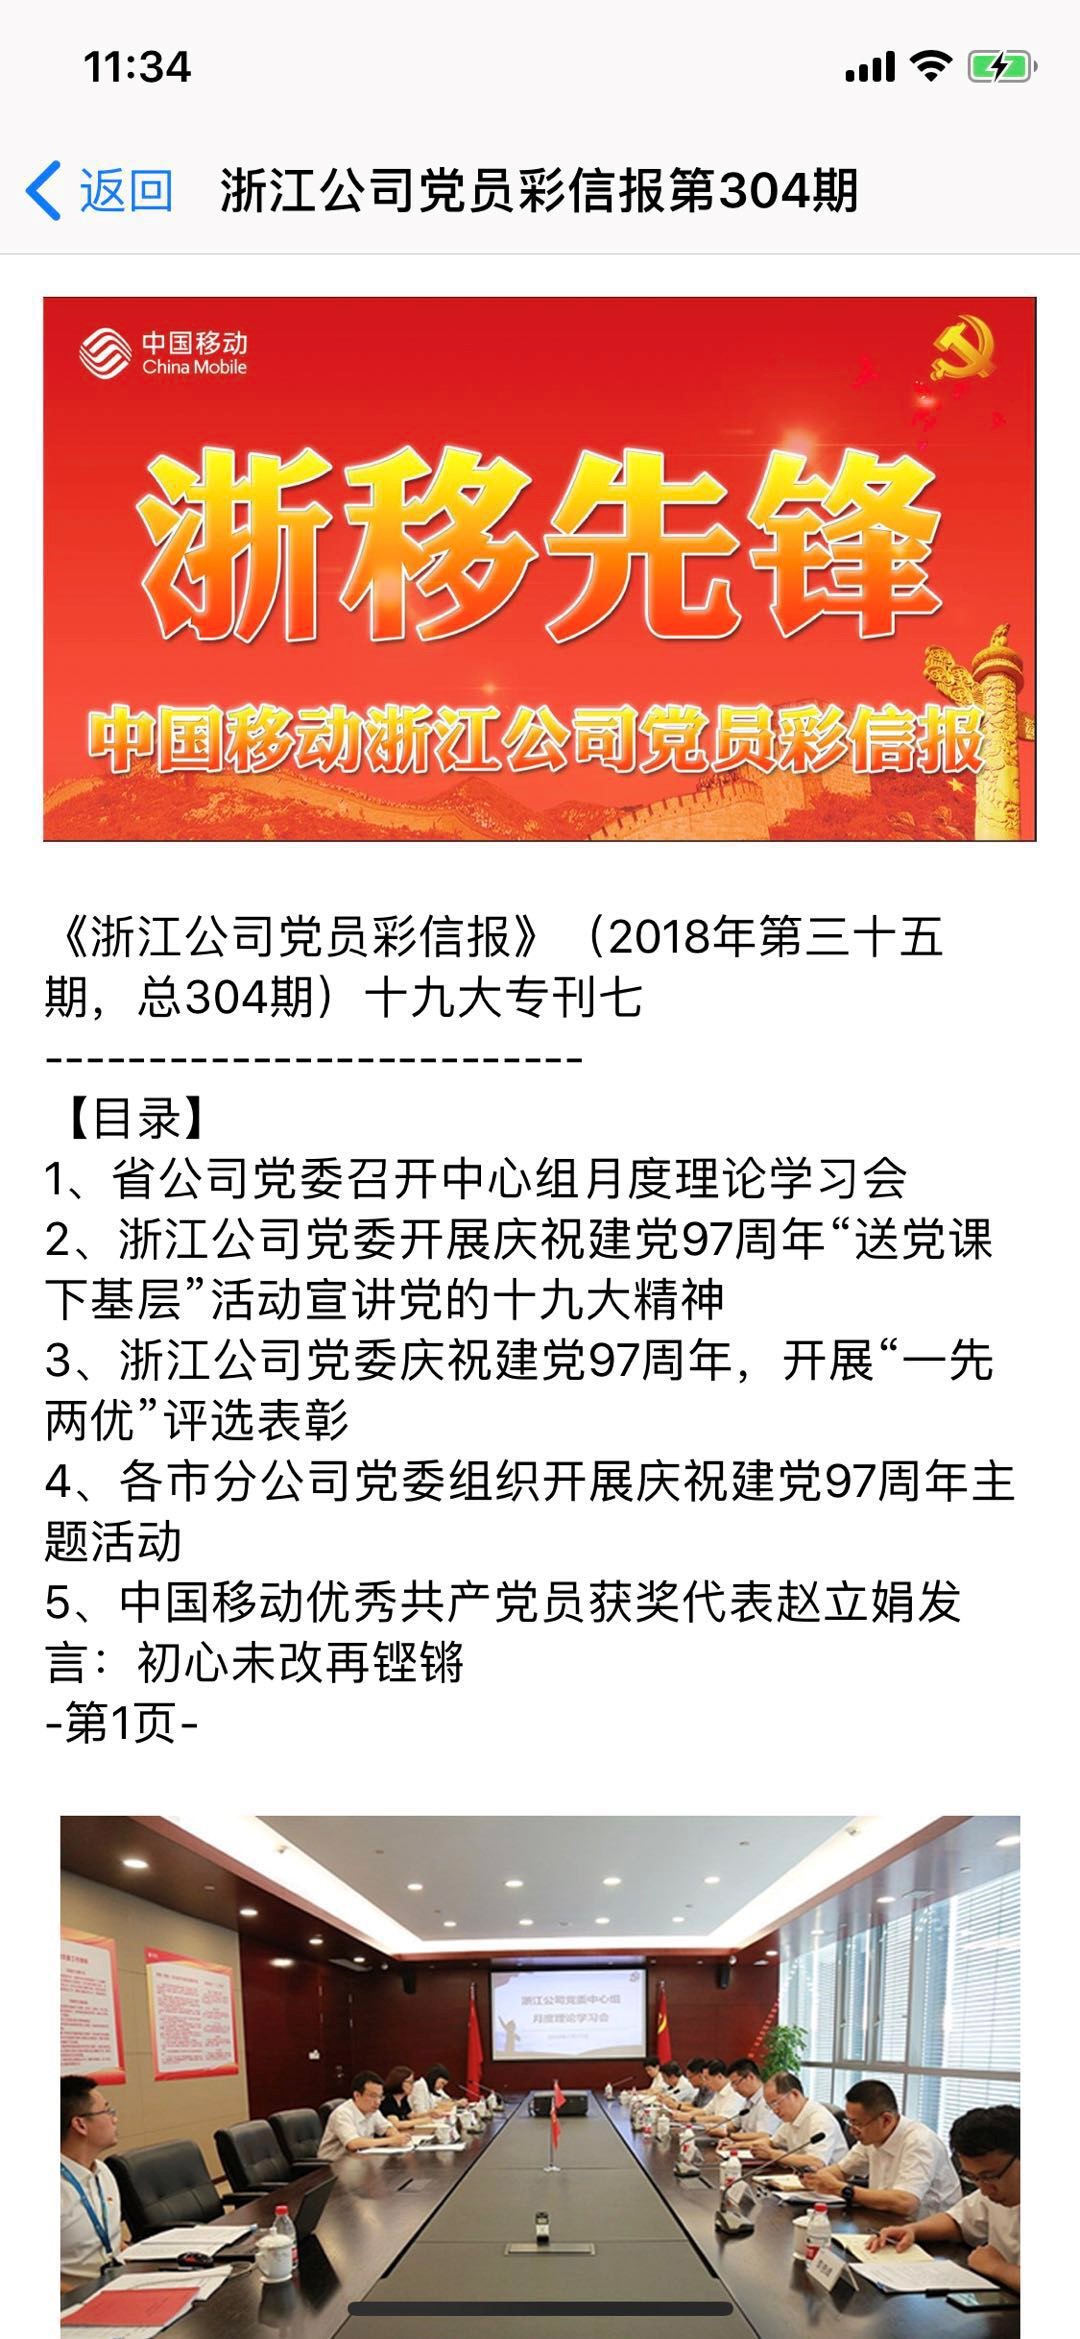 11:34
返回
浙江公司党员彩信报第304期
中国移动
China Mobile
浙移先锋
中国移动浙江公司党员彩信报
《浙江公司党员彩信报》（2018年第三十五
期，总304期）十九大专刊七
--------------------------
【目录】
1、省公司党委召开中心组月度理论学习会
2、浙江公司党委开展庆祝建党97周年“送党课
下基层”活动宣讲党的十九大精神
3、浙江公司党委庆祝建党97周年，开展“一先
两优”评选表彰
4、各市分公司党委组织开展庆祝建党97周年主
题活动
5、中国移动优秀共产党员获奖代表赵立娟发
言：初心未改再铿锵
-第1页-
浙江公司党委中心组
月度理论学习会